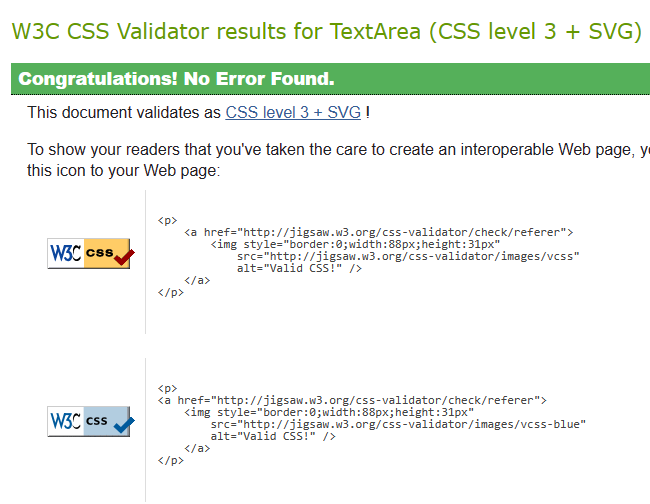 W3C CSS Validator results for TextArea (CSS level 3 + SVG)
Congratulations! No Error Found.
This document validates as CSS level 3 + SVG !
To show your readers that you've taken the care to create an interoperable Web page,
this icon to your Web page:
W3C css
<p>
<a href="http://jigsaw.w3.org/css-validator/check/referer">
<img style="border:0;width:88px;height:31px"
src="http://jigsaw.w3.org/css-validator/images/vcss"
alt="Valid CSS!" />
</a>
</p>
W3C css
<p>
<a href="http://jigsaw.w3.org/css-validator/check/referer">
<img style="border:0;width:88px;height:31px"
src="http://jigsaw.w3.org/css-validator/images/vcss-blue"
alt="Valid CSS!" />
</a>
</p>